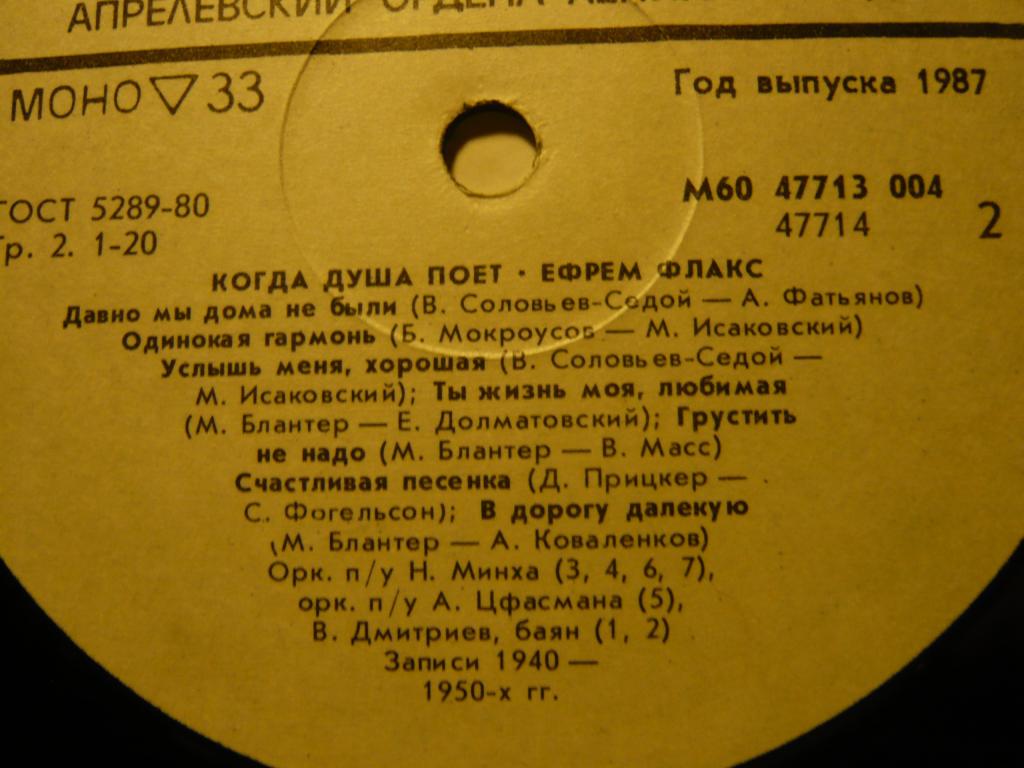 АПРЕЛЕВСКИЙ ОРДЕНА
МОНО ▽ 33
Год выпуска 1987
ГОСТ 5289-80
Гр. 2. 1-20
М60 47713 004
47714
2
КОГДА ДУША ПОЕТ · ЕФРЕМ ФЛАКС
Давно мы дома не были (В. Соловьев-Седой — А. Фатьянов)
Одинокая гармонь (Б. Мокроусов — М. Исаковский)
Услышь меня, хорошая (В. Соловьев-Седой —
М. Исаковский); Ты жизнь моя, любимая
(М. Блантер — Е. Долматовский); Грустить
не надо (М. Блантер — В. Масс)
Счастливая песенка (Д. Прицкер —
С. Фогельсон); В дорогу далекую
(М. Блантер — А. Коваленков)
Орк. п/у Н. Минха (3, 4, 6, 7),
орк. п/у А. Цфасмана (5),
В. Дмитриев, баян (1, 2)
Записи 1940 —
1950-х гг.